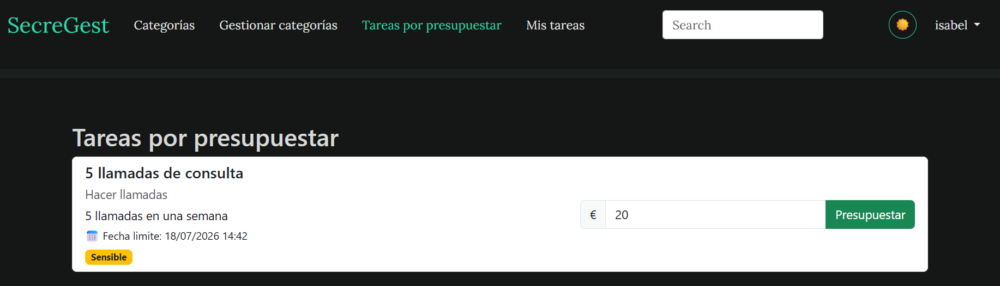 SecreGest Categorías Gestionar categorías Tareas por presupuestar Mis tareas Search isabel
Tareas por presupuestar
5 llamadas de consulta
Hacer llamadas
5 llamadas en una semana
€ 20 Presupuestar
Fecha limite: 18/07/2026 14:42
Sensible